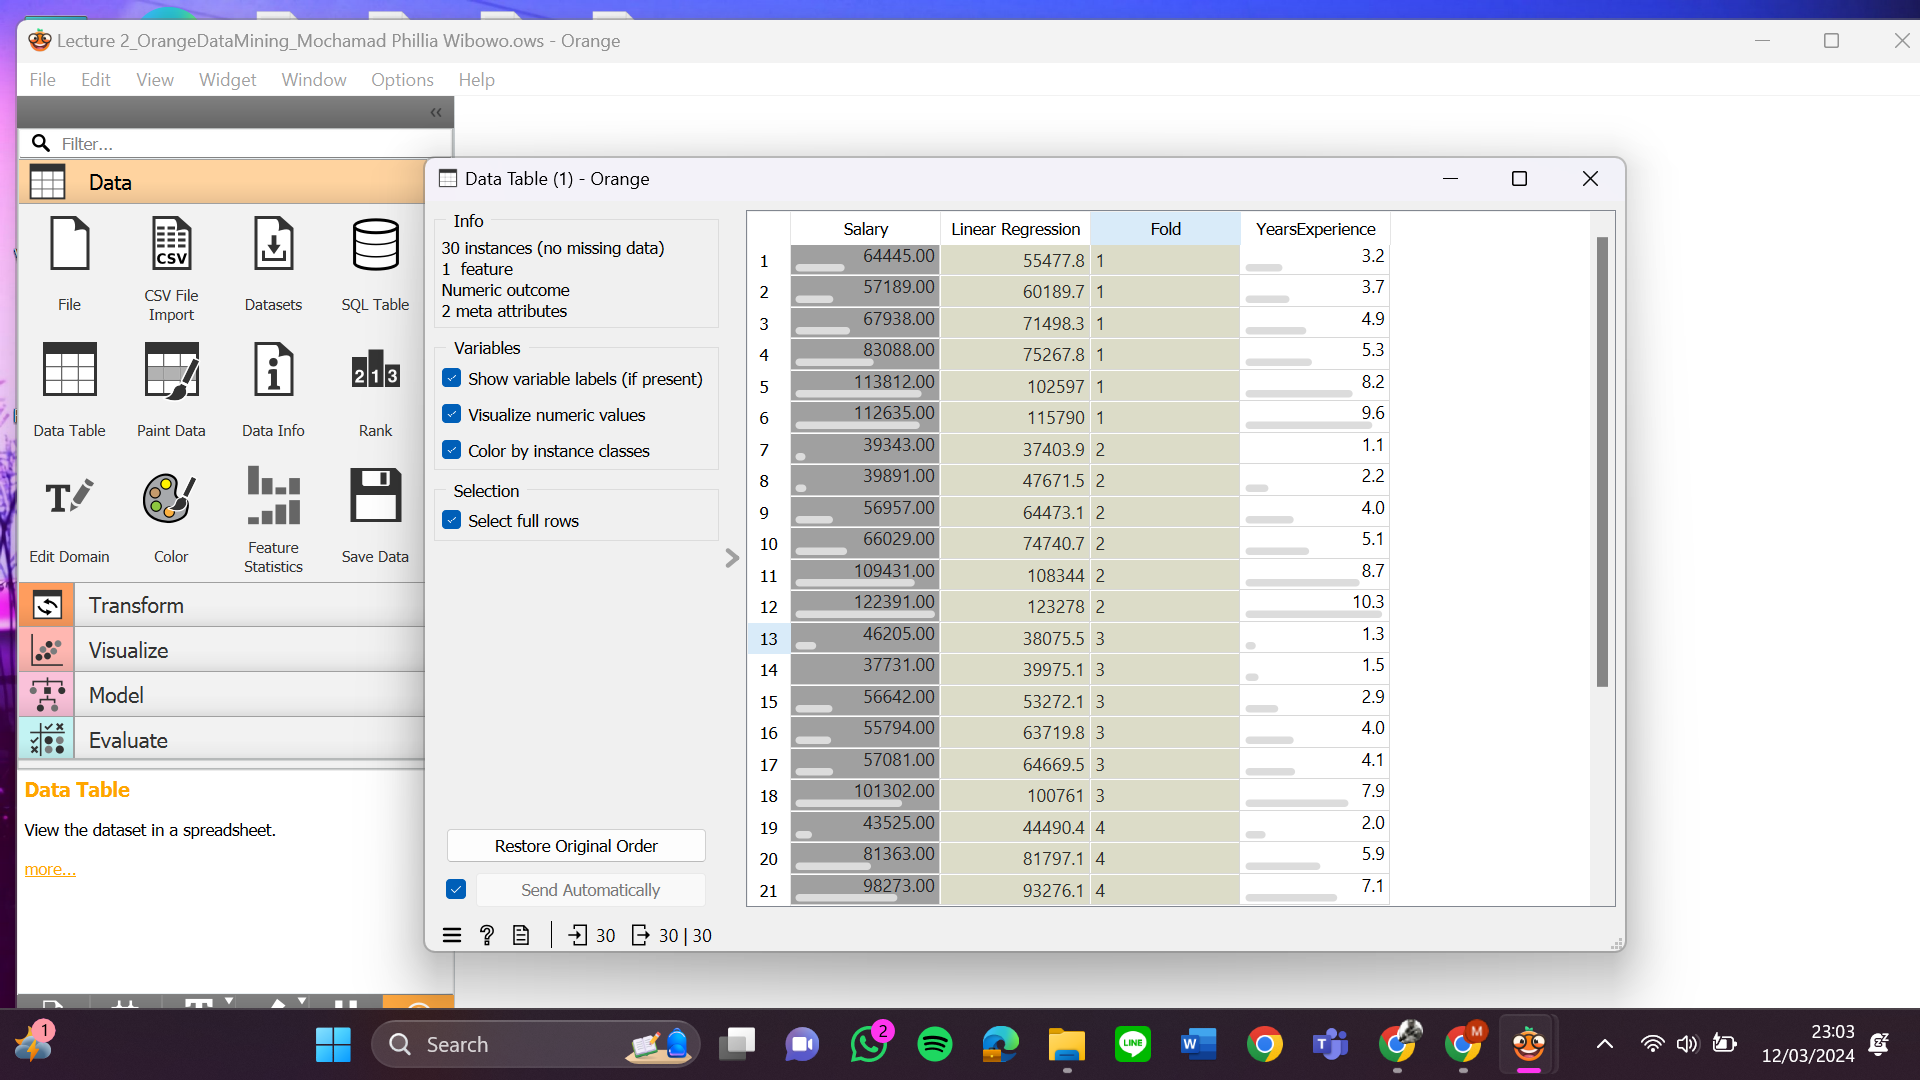 Lecture 2_OrangeDataMining_Mochamad Phillia Wibowo.ows - Orange
File Edit View Widget Window Options Help
Filter...
Data
File
CSV File Import
Datasets
SQL Table
Data Table
Paint Data
Data Info
Rank
Edit Domain
Color
Feature Statistics
Save Data
Transform
Visualize
Model
Evaluate
Data Table
View the dataset in a spreadsheet.
more...
Data Table (1) - Orange
Info
30 instances (no missing data)
1 feature
Numeric outcome
2 meta attributes
Variables
Show variable labels (if present)
Visualize numeric values
Color by instance classes
Selection
Select full rows
Restore Original Order
Send Automatically
30 30 | 30
Salary Linear Regression Fold YearsExperience
1 64445.00 55477.8 1 3.2
2 57189.00 60189.7 1 3.7
3 67938.00 71498.3 1 4.9
4 83088.00 75267.8 1 5.3
5 113812.00 102597 1 8.2
6 112635.00 115790 1 9.6
7 39343.00 37403.9 2 1.1
8 39891.00 47671.5 2 2.2
9 56957.00 64473.1 2 4.0
10 66029.00 74740.7 2 5.1
11 109431.00 108344 2 8.7
12 122391.00 123278 2 10.3
13 46205.00 38075.5 3 1.3
14 37731.00 39975.1 3 1.5
15 56642.00 53272.1 3 2.9
16 55794.00 63719.8 3 4.0
17 57081.00 64669.5 3 4.1
18 101302.00 100761 3 7.9
19 43525.00 44490.4 4 2.0
20 81363.00 81797.1 4 5.9
21 98273.00 93276.1 4 7.1
1
Search
2
LINE
M
23:03
12/03/2024